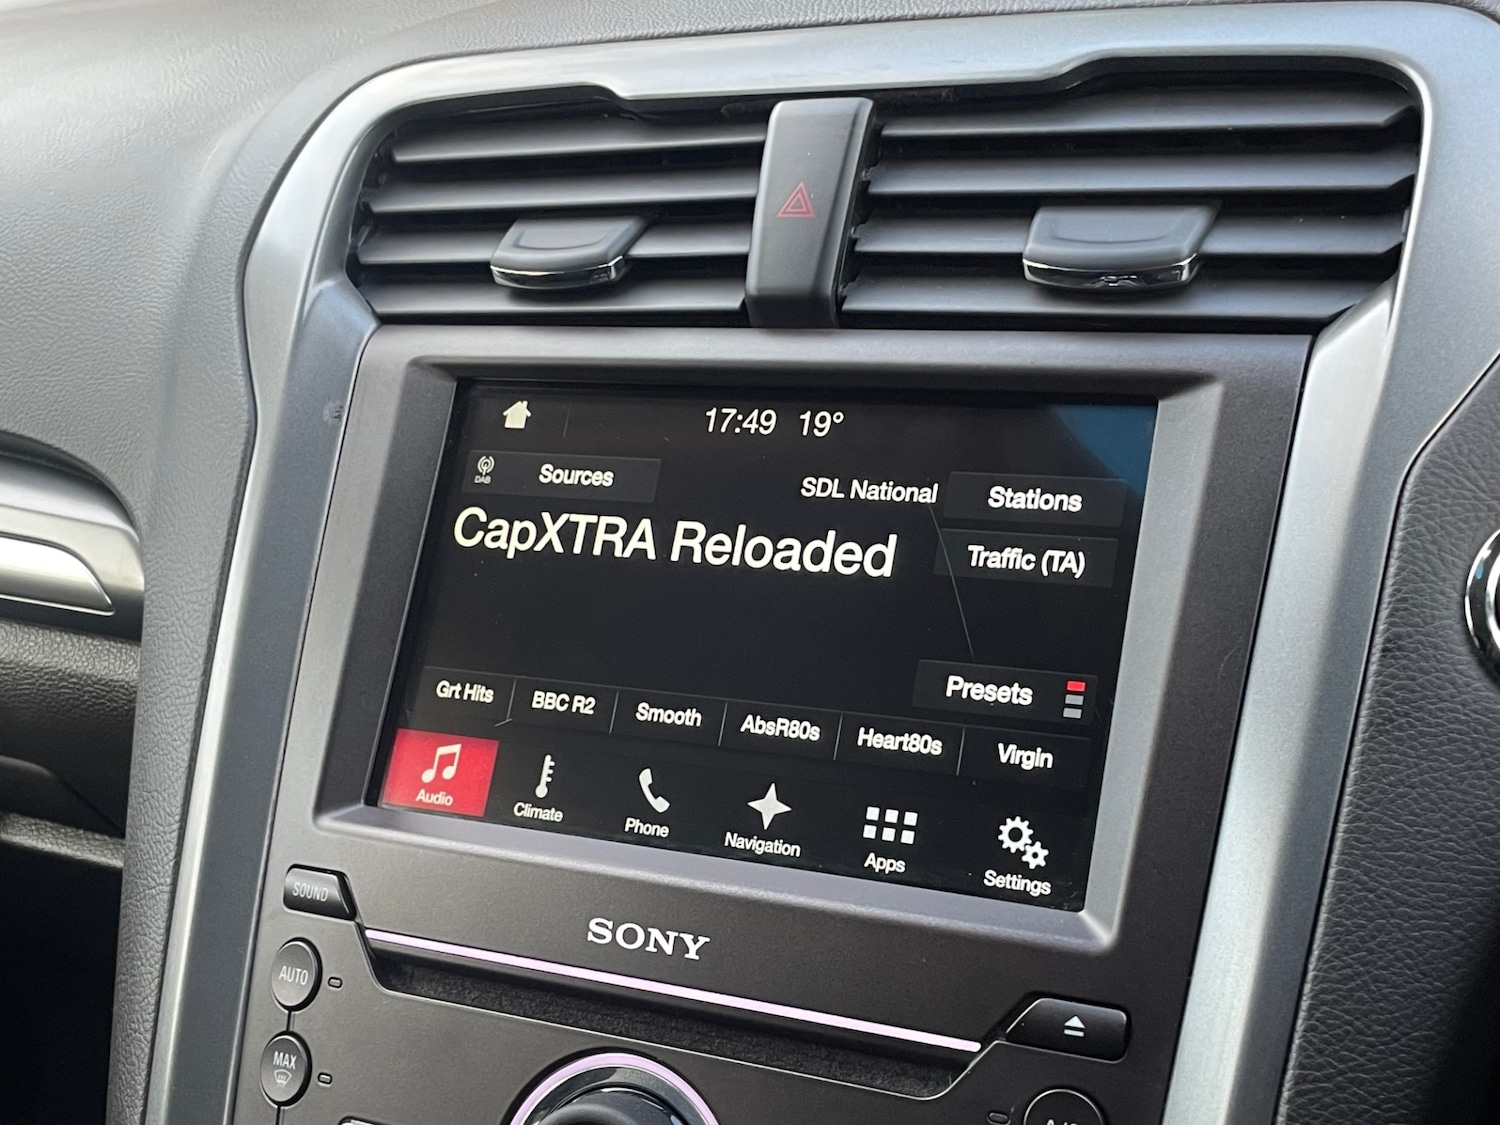 17:49 19°
DAB
Sources
SDL National
Stations
CapXTRA Reloaded
Traffic (TA)
Presets
Grt Hits
BBC R2
Smooth
AbsR80s
Heart80s
Virgin
Audio
Climate
Phone
Navigation
Apps
Settings
SOUND
SONY
AUTO
MAX